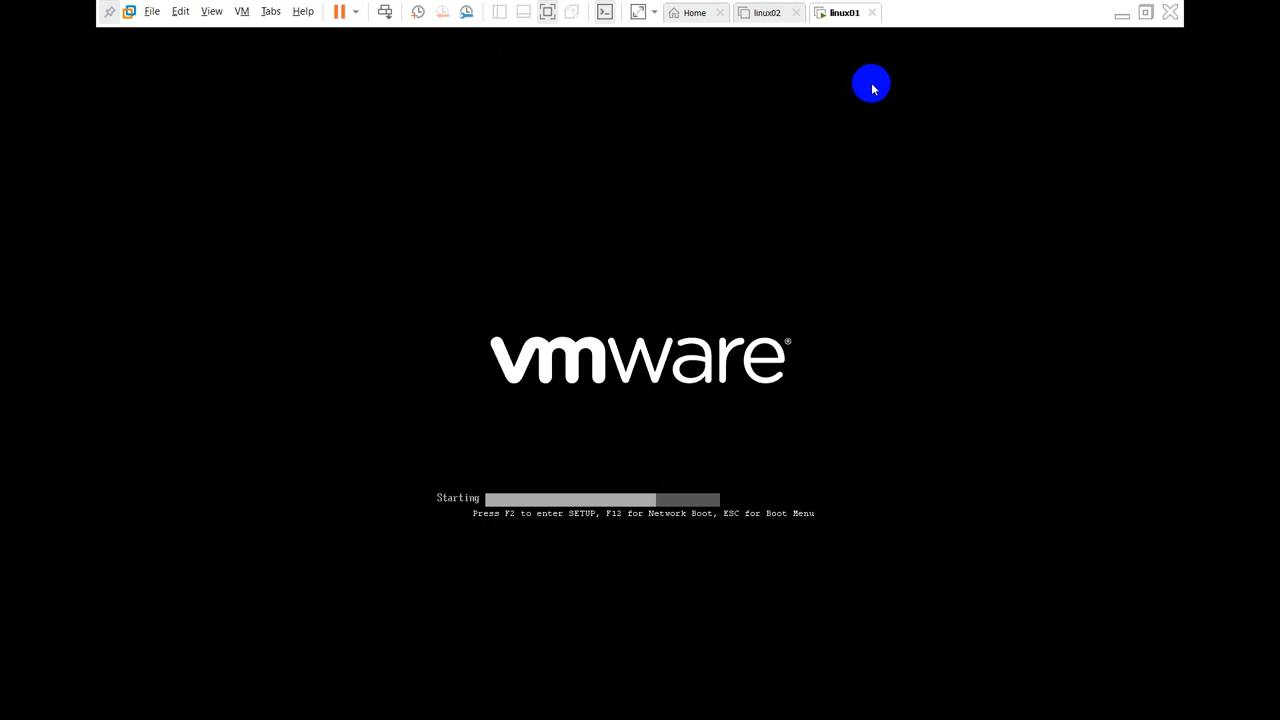 File Edit View VM Tabs Help Home linux02 linux01
vmware®
Starting
Press F2 to enter SETUP, F12 for Network Boot, ESC for Boot Menu